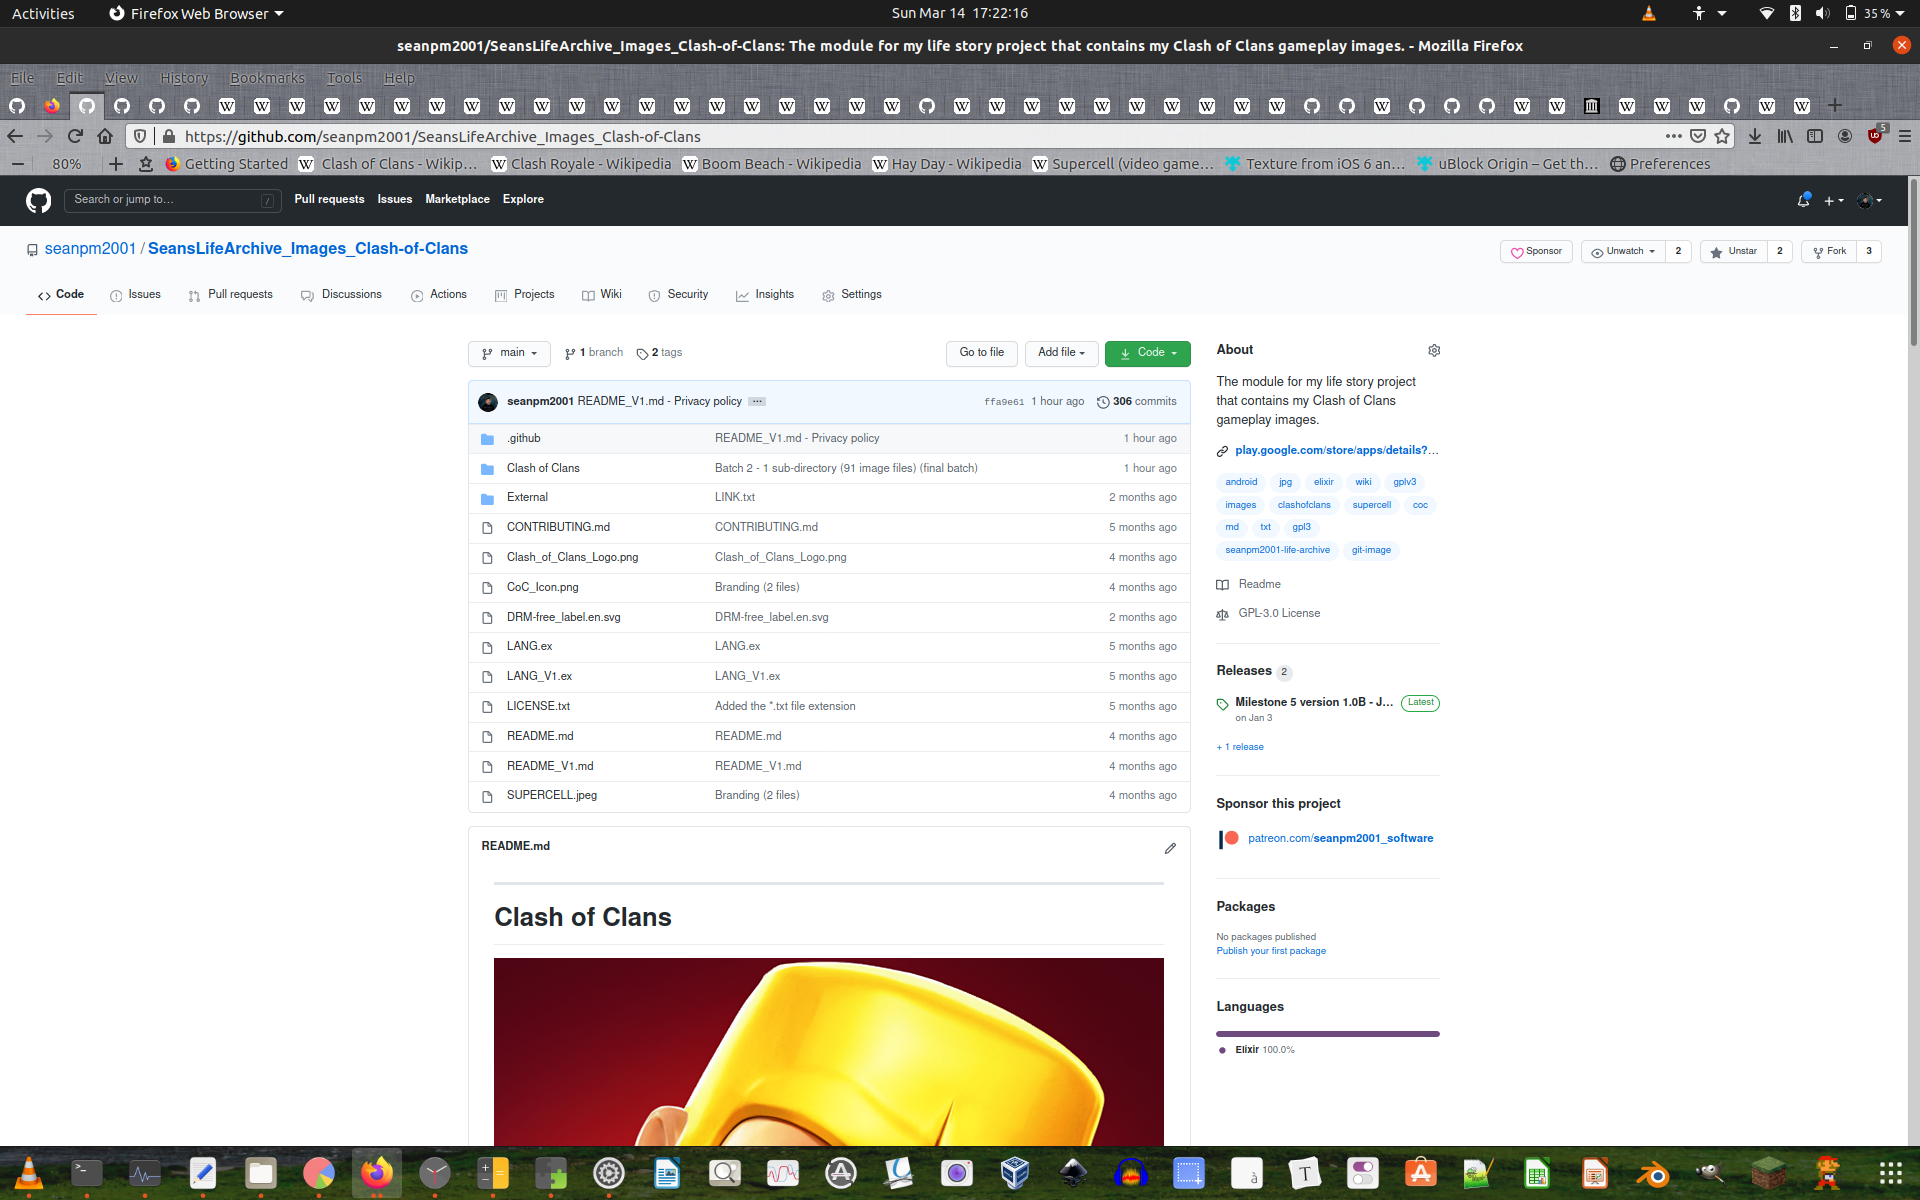 Activities Firefox Web Browser Sun Mar 14 17:22:16 35 %
seanpm2001/SeansLifeArchive_Images_Clash-of-Clans: The module for my life story project that contains my Clash of Clans gameplay images. - Mozilla Firefox
File Edit View History Bookmarks Tools Help
https://github.com/seanpm2001/SeansLifeArchive_Images_Clash-of-Clans 5
80% Getting Started Clash of Clans - Wikip… Clash Royale - Wikipedia Boom Beach - Wikipedia Hay Day - Wikipedia Supercell (video game… Texture from iOS 6 an… uBlock Origin – Get th… Preferences
Search or jump to… / Pull requests Issues Marketplace Explore
seanpm2001 / SeansLifeArchive_Images_Clash-of-Clans Sponsor Unwatch 2 Unstar 2 Fork 3
Code Issues Pull requests Discussions Actions Projects Wiki Security Insights Settings
main 1 branch 2 tags Go to file Add file Code
seanpm2001 README_V1.md - Privacy policy ... ffa9e61 1 hour ago 306 commits
.github README_V1.md - Privacy policy 1 hour ago
Clash of Clans Batch 2 - 1 sub-directory (91 image files) (final batch) 1 hour ago
External LINK.txt 2 months ago
CONTRIBUTING.md CONTRIBUTING.md 5 months ago
Clash_of_Clans_Logo.png Clash_of_Clans_Logo.png 4 months ago
CoC_Icon.png Branding (2 files) 4 months ago
DRM-free_label.en.svg DRM-free_label.en.svg 2 months ago
LANG.ex LANG.ex 5 months ago
LANG_V1.ex LANG_V1.ex 5 months ago
LICENSE.txt Added the *.txt file extension 5 months ago
README.md README.md 4 months ago
README_V1.md README_V1.md 4 months ago
SUPERCELL.jpeg Branding (2 files) 4 months ago
README.md
Clash of Clans
About
The module for my life story project
that contains my Clash of Clans
gameplay images.
play.google.com/store/apps/details?…
android jpg elixir wiki gplv3
images clashofclans supercell coc
md txt gpl3
seanpm2001-life-archive git-image
Readme
GPL-3.0 License
Releases 2
Milestone 5 version 1.0B - J… Latest
on Jan 3
+ 1 release
Sponsor this project
patreon.com/seanpm2001_software
Packages
No packages published
Publish your first package
Languages
Elixir 100.0%